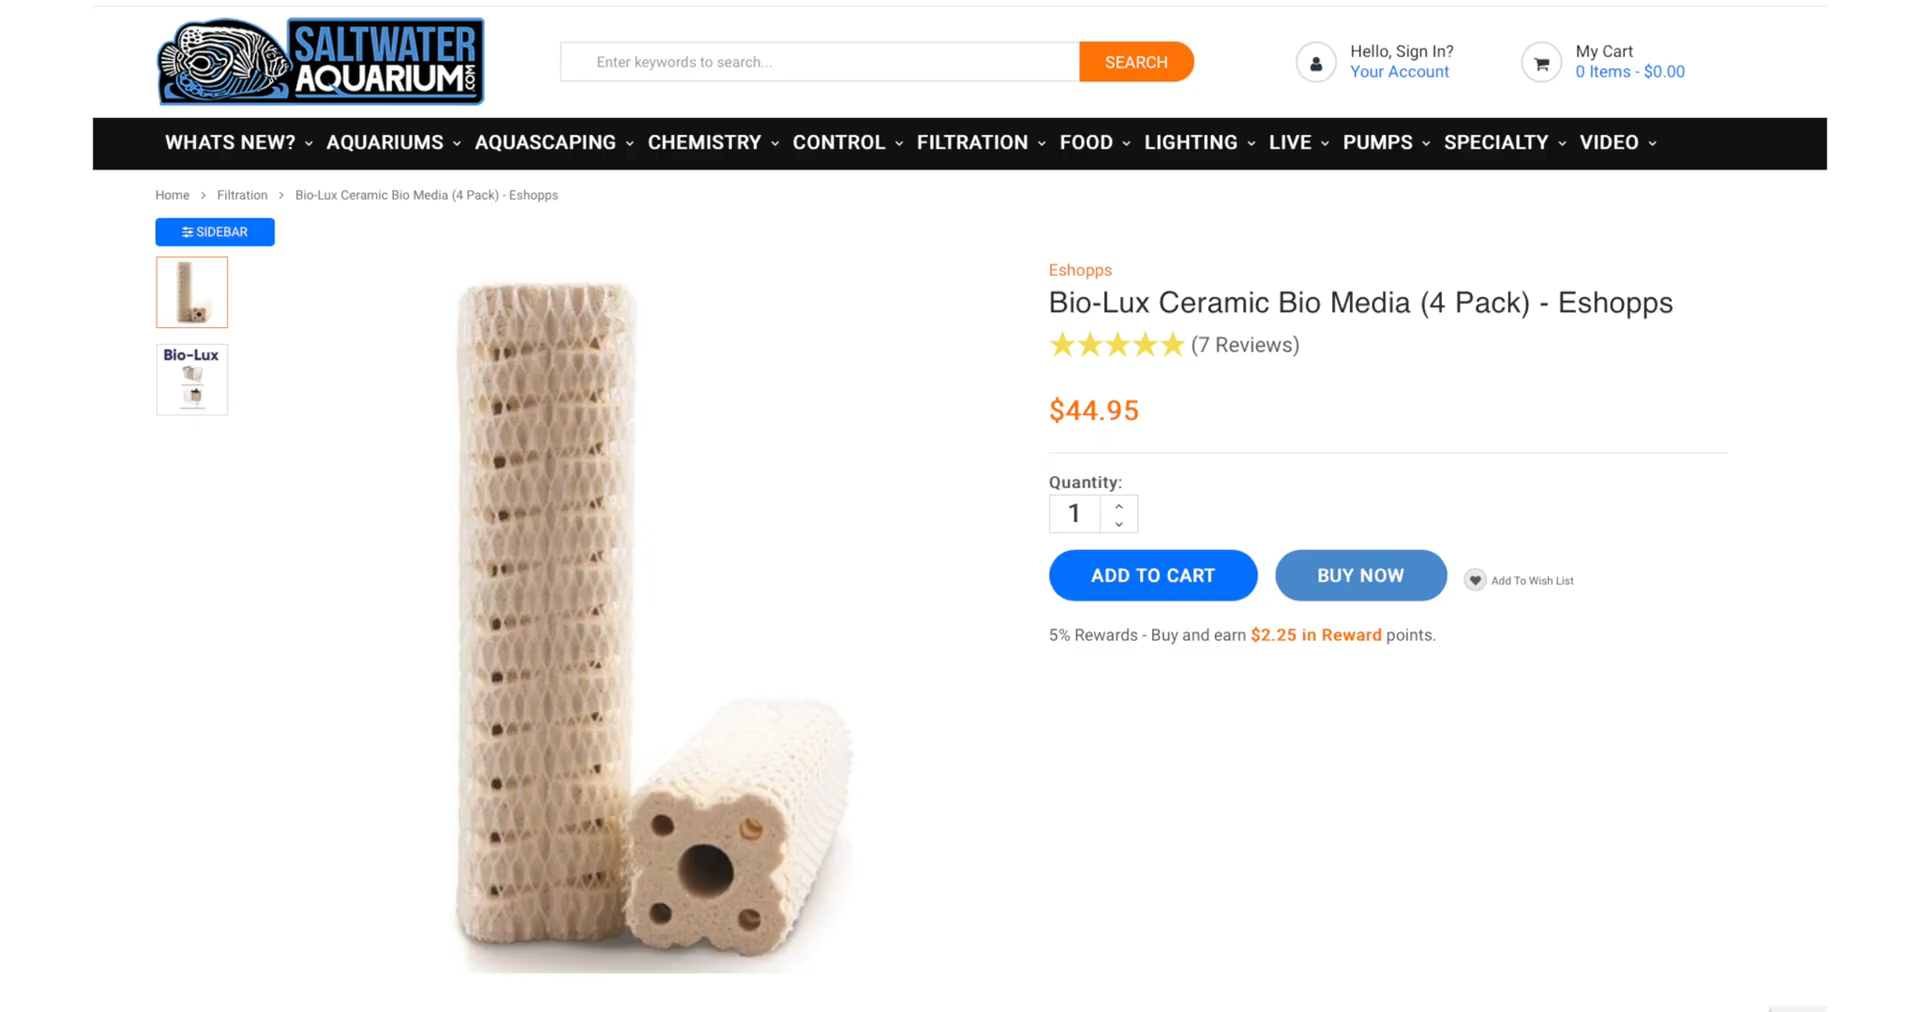 SALTWATER
AQUARIUM.COM
Enter keywords to search...
SEARCH
Hello, Sign In?
Your Account
My Cart
0 Items - $0.00
WHATS NEW? AQUARIUMS AQUASCAPING CHEMISTRY CONTROL FILTRATION FOOD LIGHTING LIVE PUMPS SPECIALTY VIDEO
Home > Filtration > Bio-Lux Ceramic Bio Media (4 Pack) - Eshopps
SIDEBAR
Bio-Lux
Eshopps
Bio-Lux Ceramic Bio Media (4 Pack) - Eshopps
(7 Reviews)
$44.95
Quantity:
1
ADD TO CART
BUY NOW
Add To Wish List
5% Rewards - Buy and earn $2.25 in Reward points.